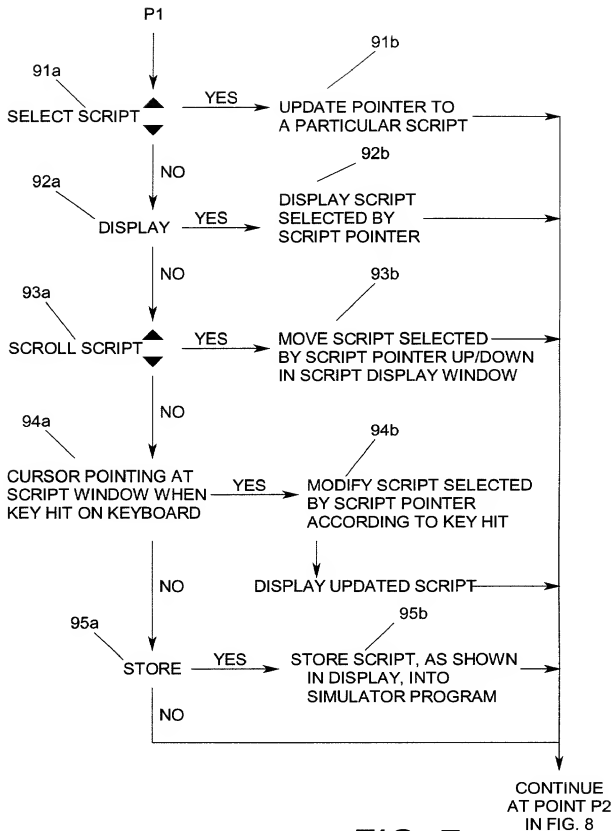 P1
91a
91b
SELECT SCRIPT
YES
UPDATE POINTER TO
A PARTICULAR SCRIPT
NO
92a
92b
DISPLAY
YES
DISPLAY SCRIPT
SELECTED BY
SCRIPT POINTER
NO
93a
93b
SCROLL SCRIPT
YES
MOVE SCRIPT SELECTED
BY SCRIPT POINTER UP/DOWN
IN SCRIPT DISPLAY WINDOW
NO
94a
94b
CURSOR POINTING AT
SCRIPT WINDOW WHEN
KEY HIT ON KEYBOARD
YES
MODIFY SCRIPT SELECTED
BY SCRIPT POINTER
ACCORDING TO KEY HIT
NO
DISPLAY UPDATED SCRIPT
95a
95b
STORE
YES
STORE SCRIPT, AS SHOWN
IN DISPLAY, INTO
SIMULATOR PROGRAM
NO
CONTINUE
AT POINT P2
IN FIG. 8